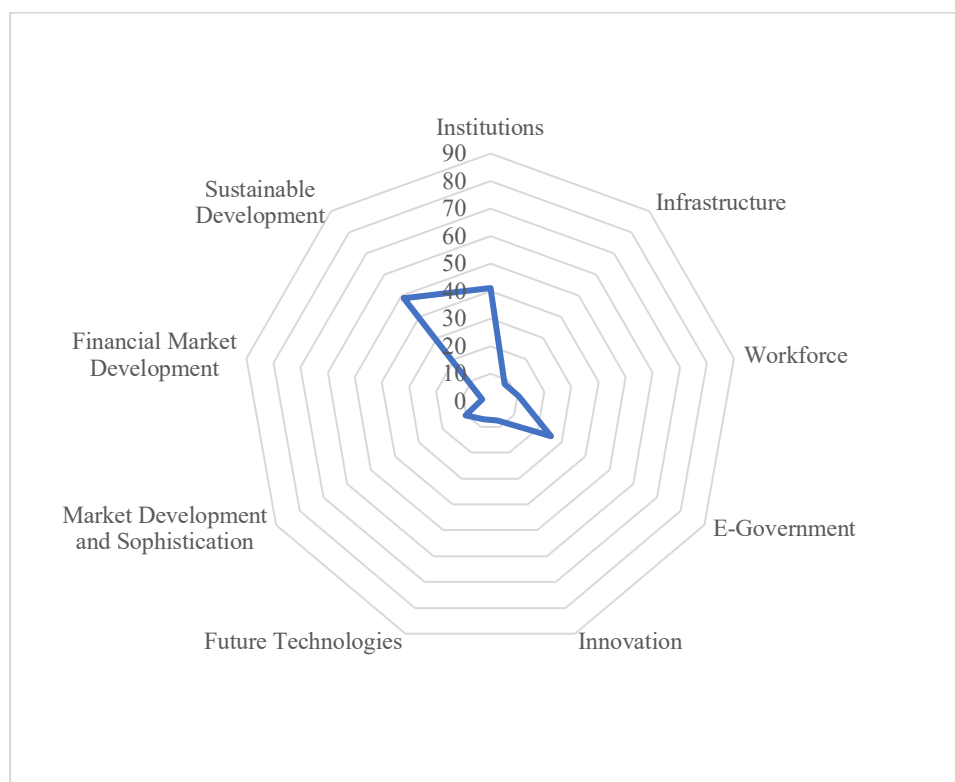 Institutions
90
80
70
60
50
40
30
20
10
0
Infrastructure
Workforce
E-Government
Innovation
Future Technologies
Market Development
and Sophistication
Financial Market
Development
Sustainable
Development